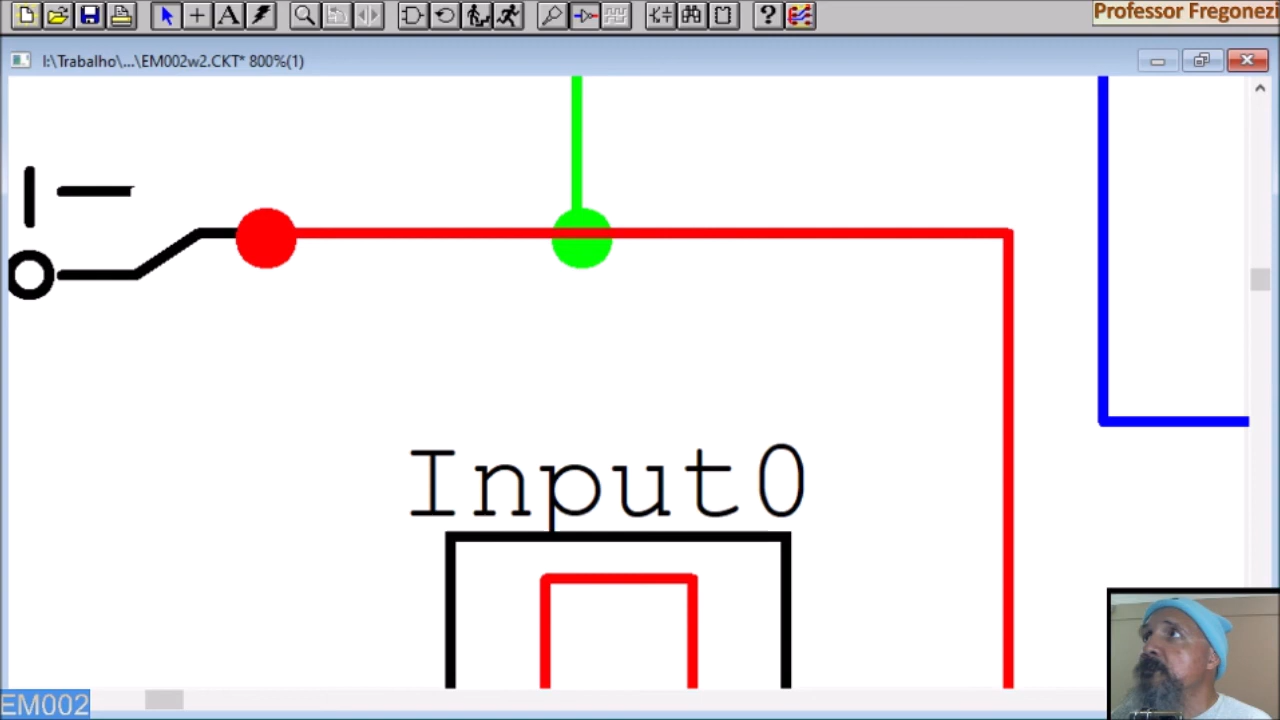 Professor Fregonezi
I:\Trabalho\...\EM002w2.CKT* 800%(1)
Input0
EM002